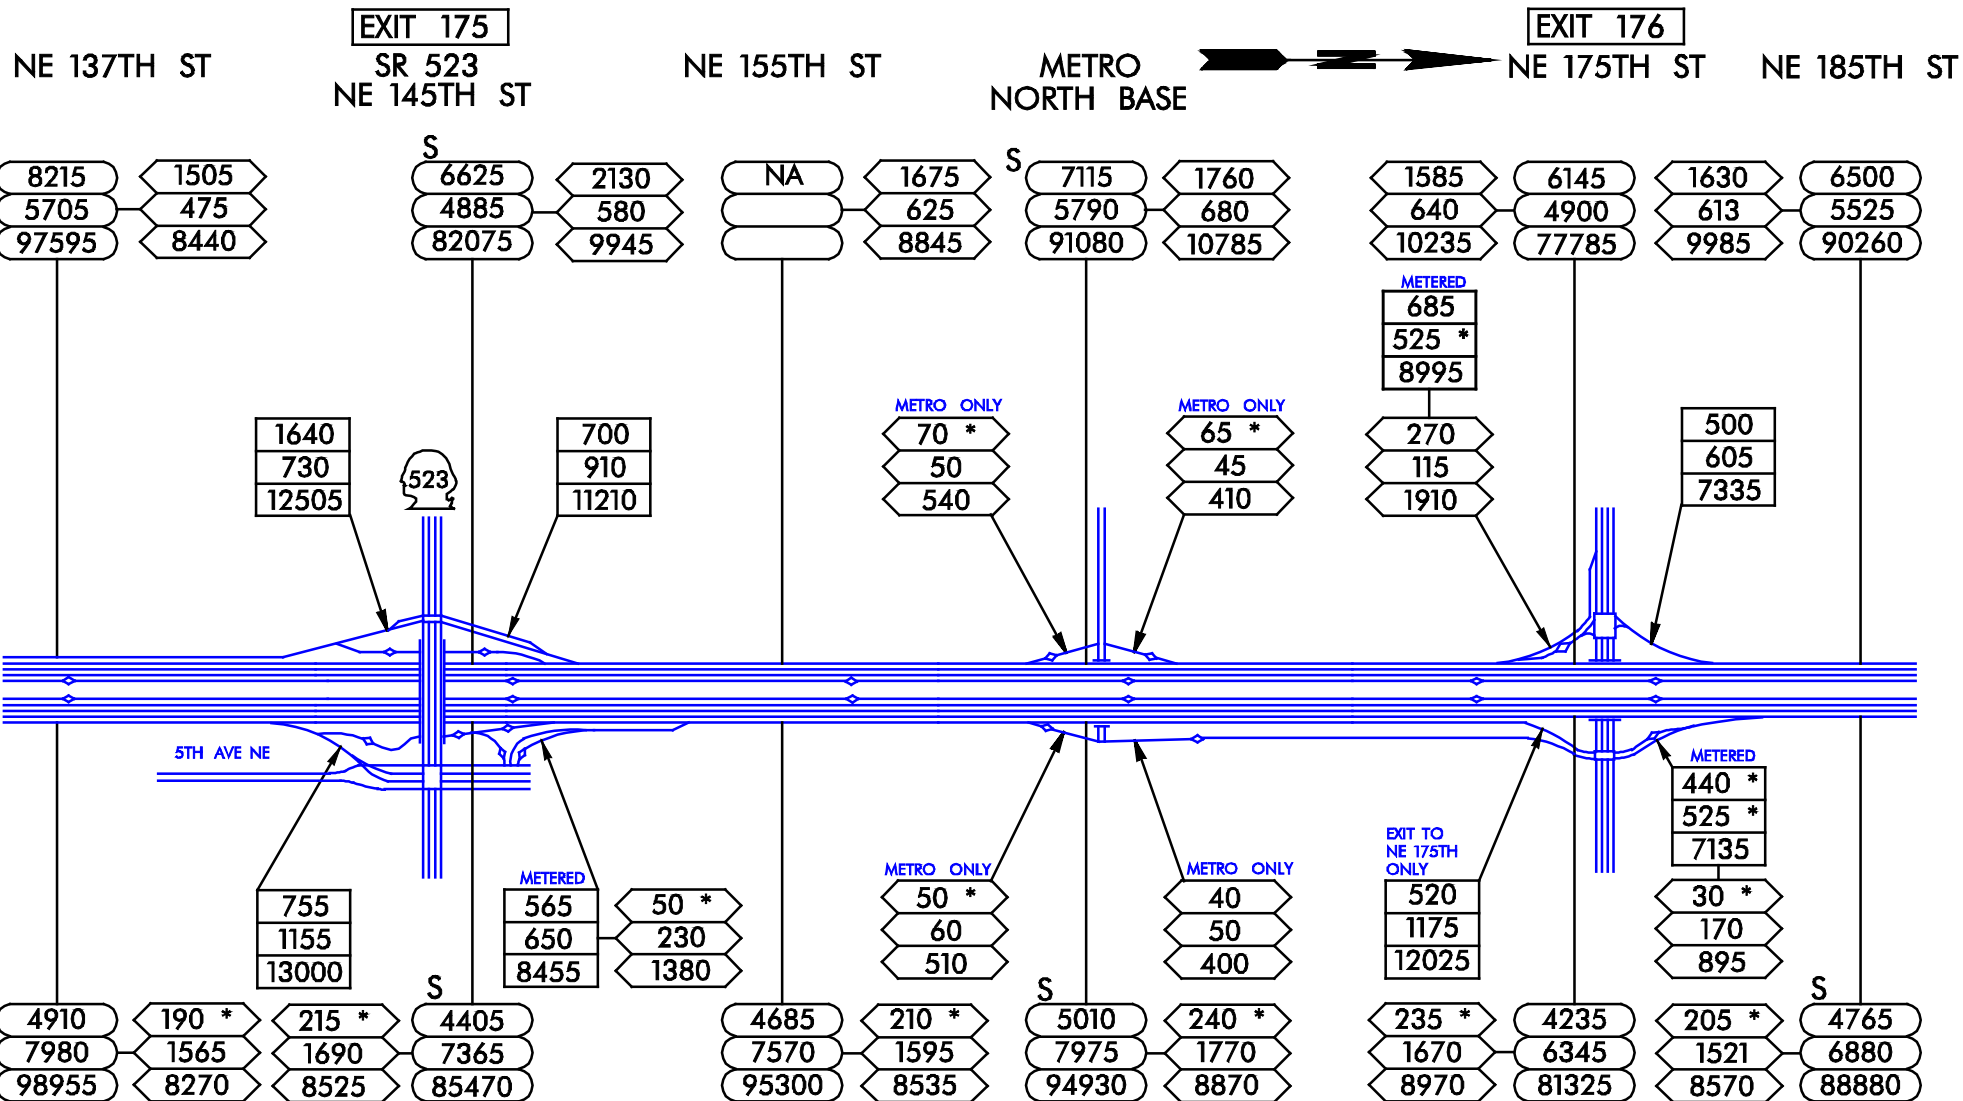 EXIT 175
EXIT 176
NE 137TH ST
SR 523
NE 145TH ST
NE 155TH ST
METRO
NORTH BASE
N
NE 175TH ST
NE 185TH ST
S
S
8215 1505 6625 2130 NA 1675 7115 1760 1585 6145 1630 6500
5705 475 4885 580 625 5790 680 640 4900 613 5525
97595 8440 82075 9945 8845 91080 10785 10235 77785 9985 90260
METERED
685
525 *
8995
270
115
1910
1640
730
12505
523
700
910
11210
METRO ONLY
70 *
50
540
METRO ONLY
65 *
45
410
500
605
7335
5TH AVE NE
755
1155
13000
METERED
565 50 *
650 230
8455 1380
METRO ONLY
50 *
60
510
METRO ONLY
40
50
400
EXIT TO
NE 175TH
ONLY
520
1175
12025
METERED
440 *
525 *
7135
30 *
170
895
S
S
S
4910 190 * 215 * 4405 4685 210 * 5010 240 * 235 * 4235 205 * 4765
7980 1565 1690 7365 7570 1595 7975 1770 1670 6345 1521 6880
98955 8270 8525 85470 95300 8535 94930 8870 8970 81325 8570 88880